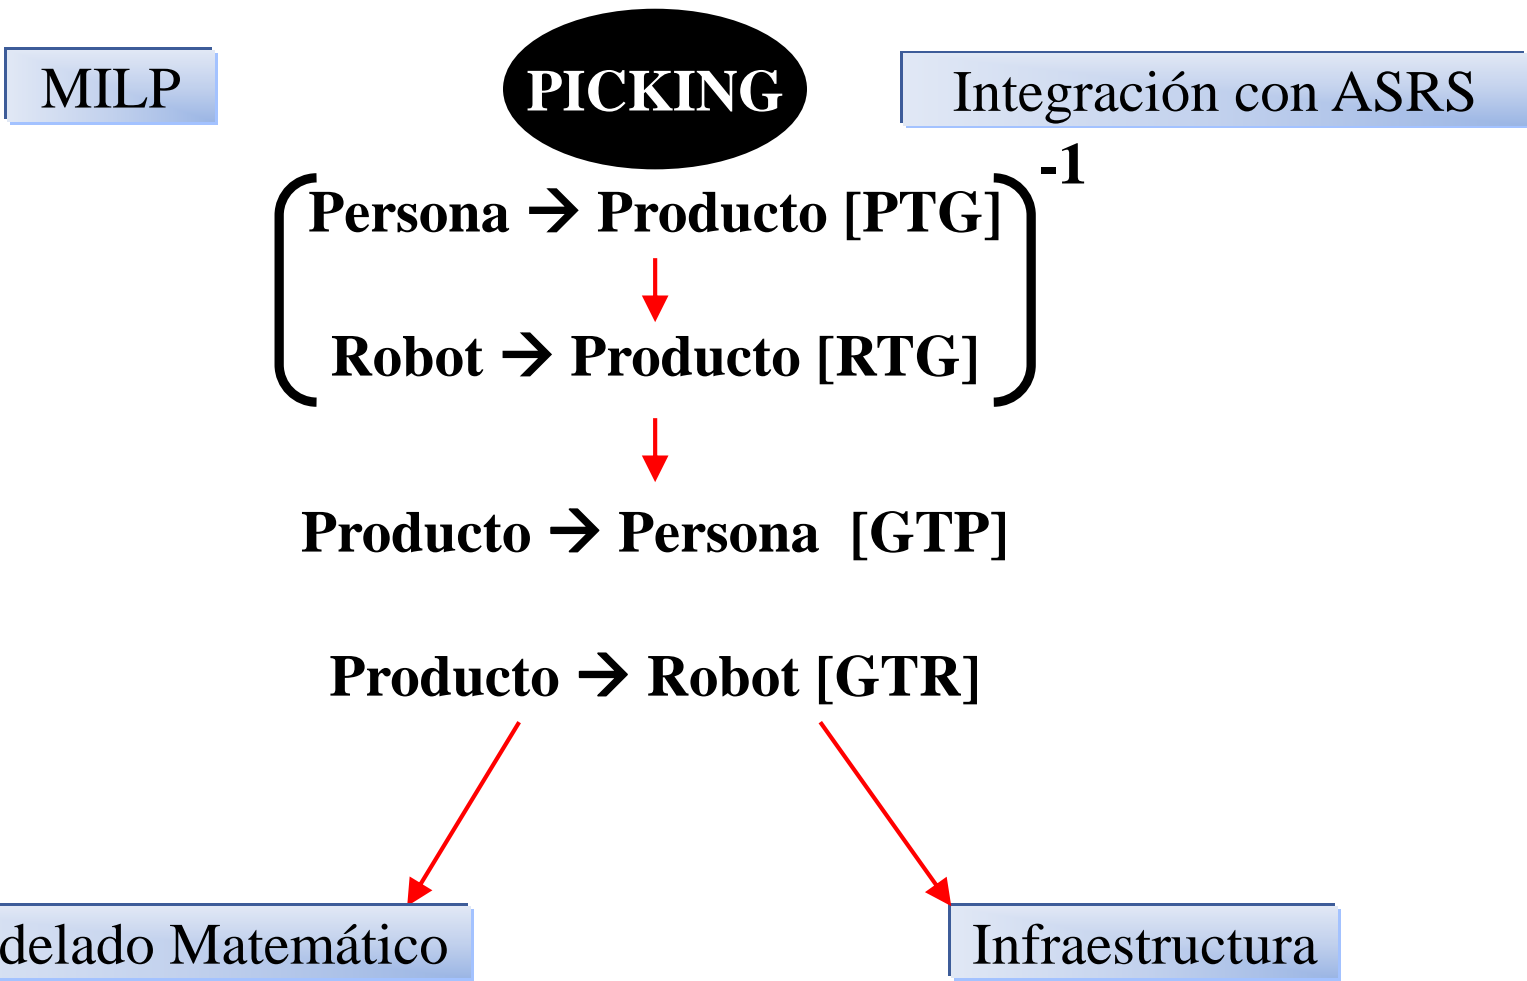 MILP
PICKING
Integración con ASRS
-1
Persona → Producto [PTG]
Robot → Producto [RTG]
Producto → Persona [GTP]
Producto → Robot [GTR]
delado Matemático
Infraestructura